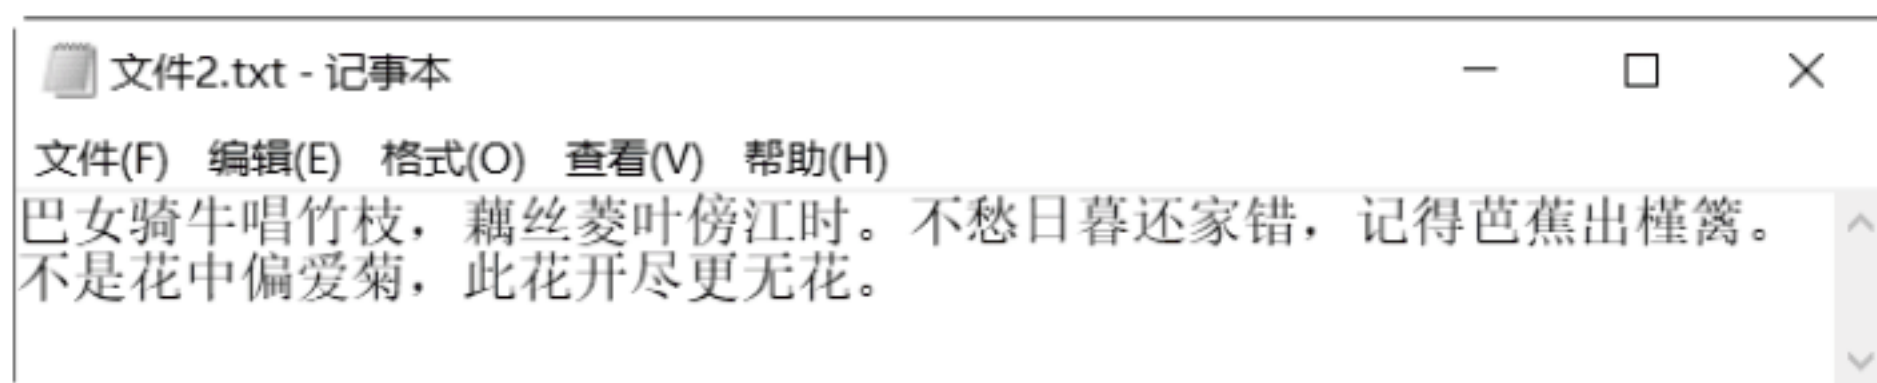 文件2.txt - 记事本
文件(F) 编辑(E) 格式(O) 查看(V) 帮助(H)
巴女骑牛唱竹枝，藕丝菱叶傍江时。不愁日暮还家错，记得芭蕉出槿篱。
不是花中偏爱菊，此花开尽更无花。